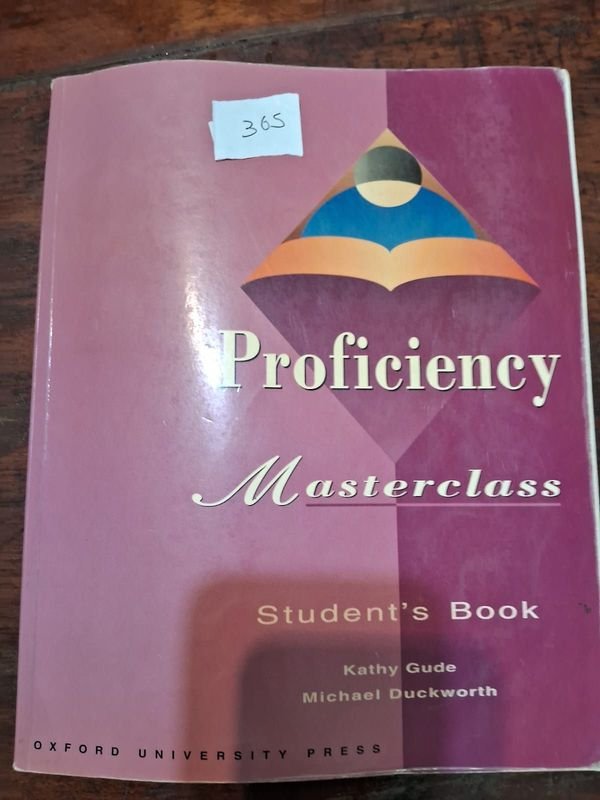 365
Proficiency
Masterclass
Student's Book
Kathy Gude
Michael Duckworth
OXFORD UNIVERSITY PRESS